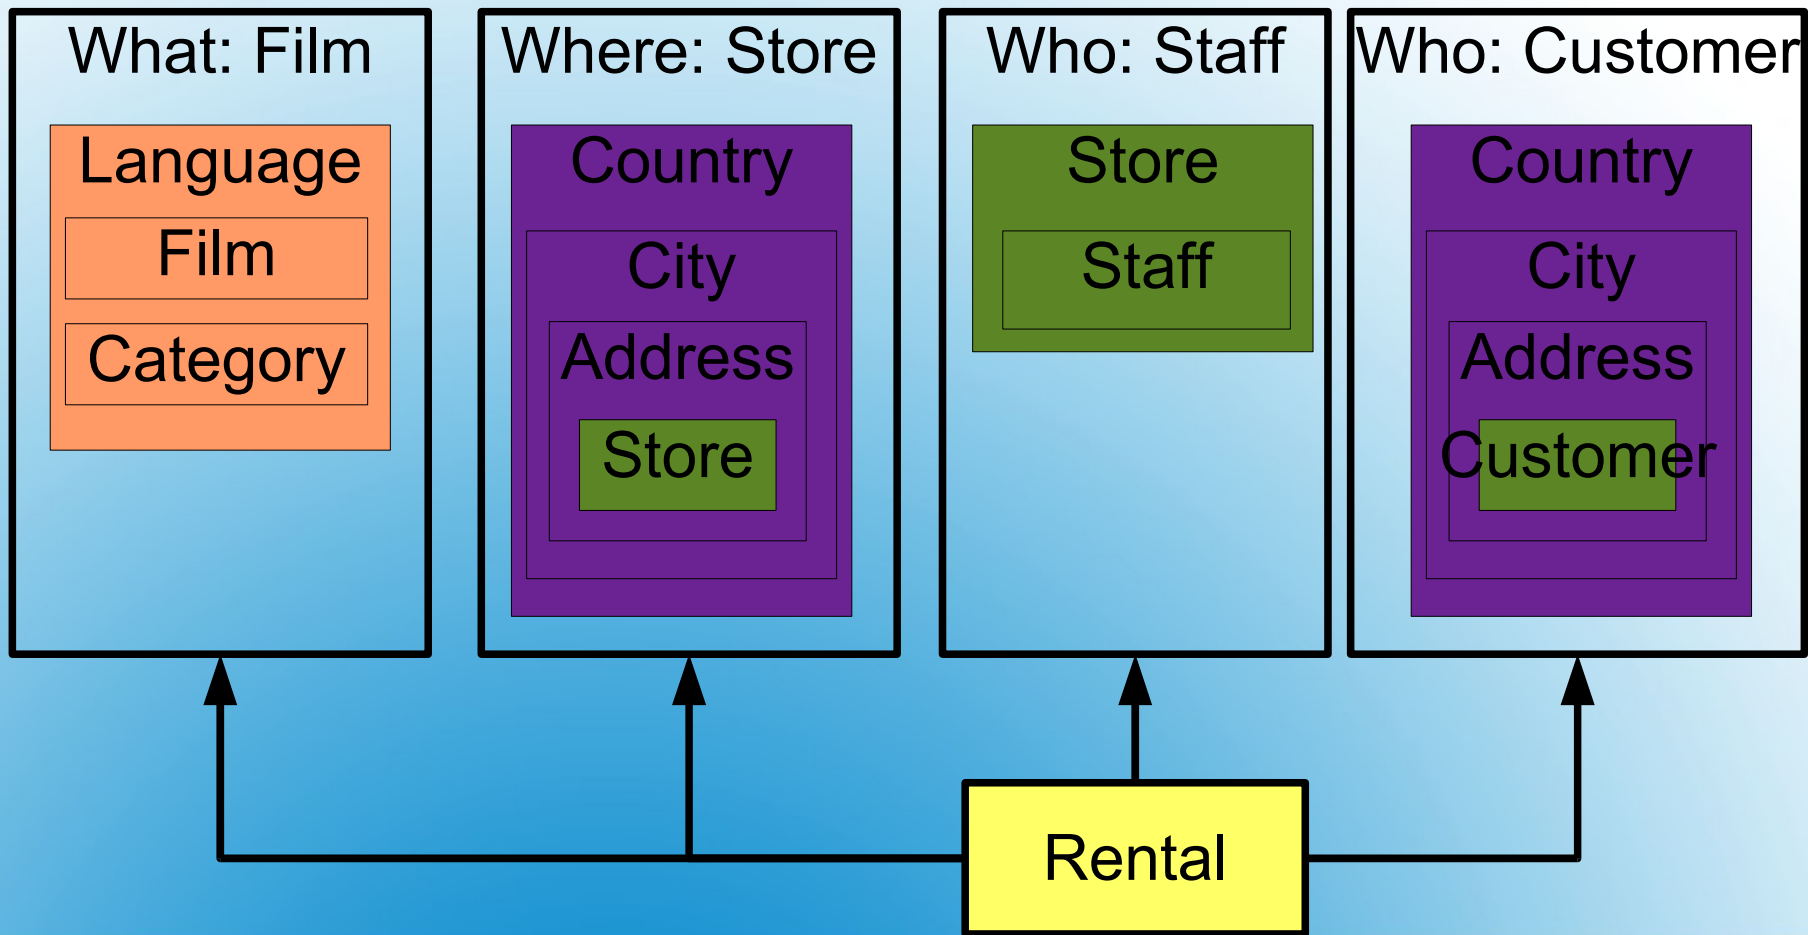 What: Film
Language
Film
Category
Where: Store
Country
City
Address
Store
Who: Staff
Store
Staff
Who: Customer
Country
City
Address
Customer
Rental